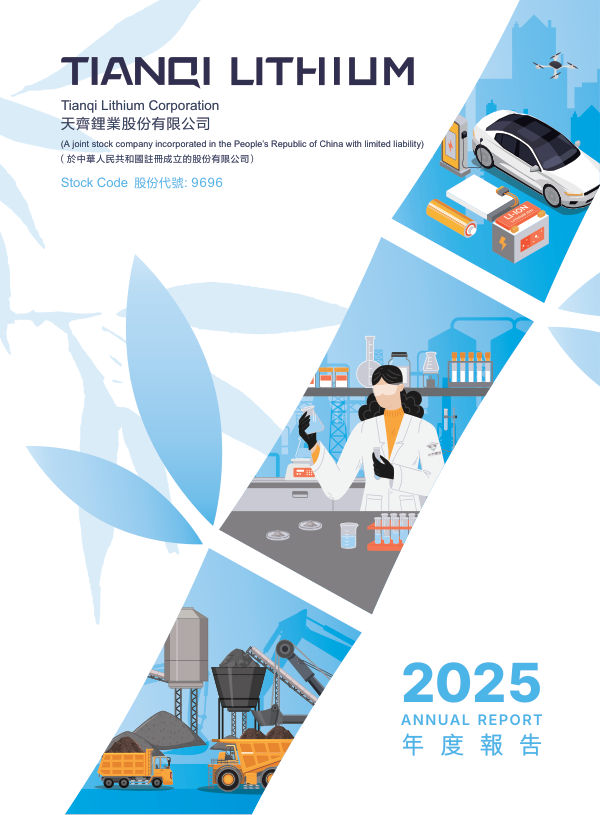 TIANQI LITHIUM
Tianqi Lithium Corporation
天齊鋰業股份有限公司
(A joint stock company incorporated in the People's Republic of China with limited liability)
（於中華人民共和國註冊成立的股份有限公司）
Stock Code 股份代號: 9696
LI-ION
2025
ANNUAL REPORT
年度報告